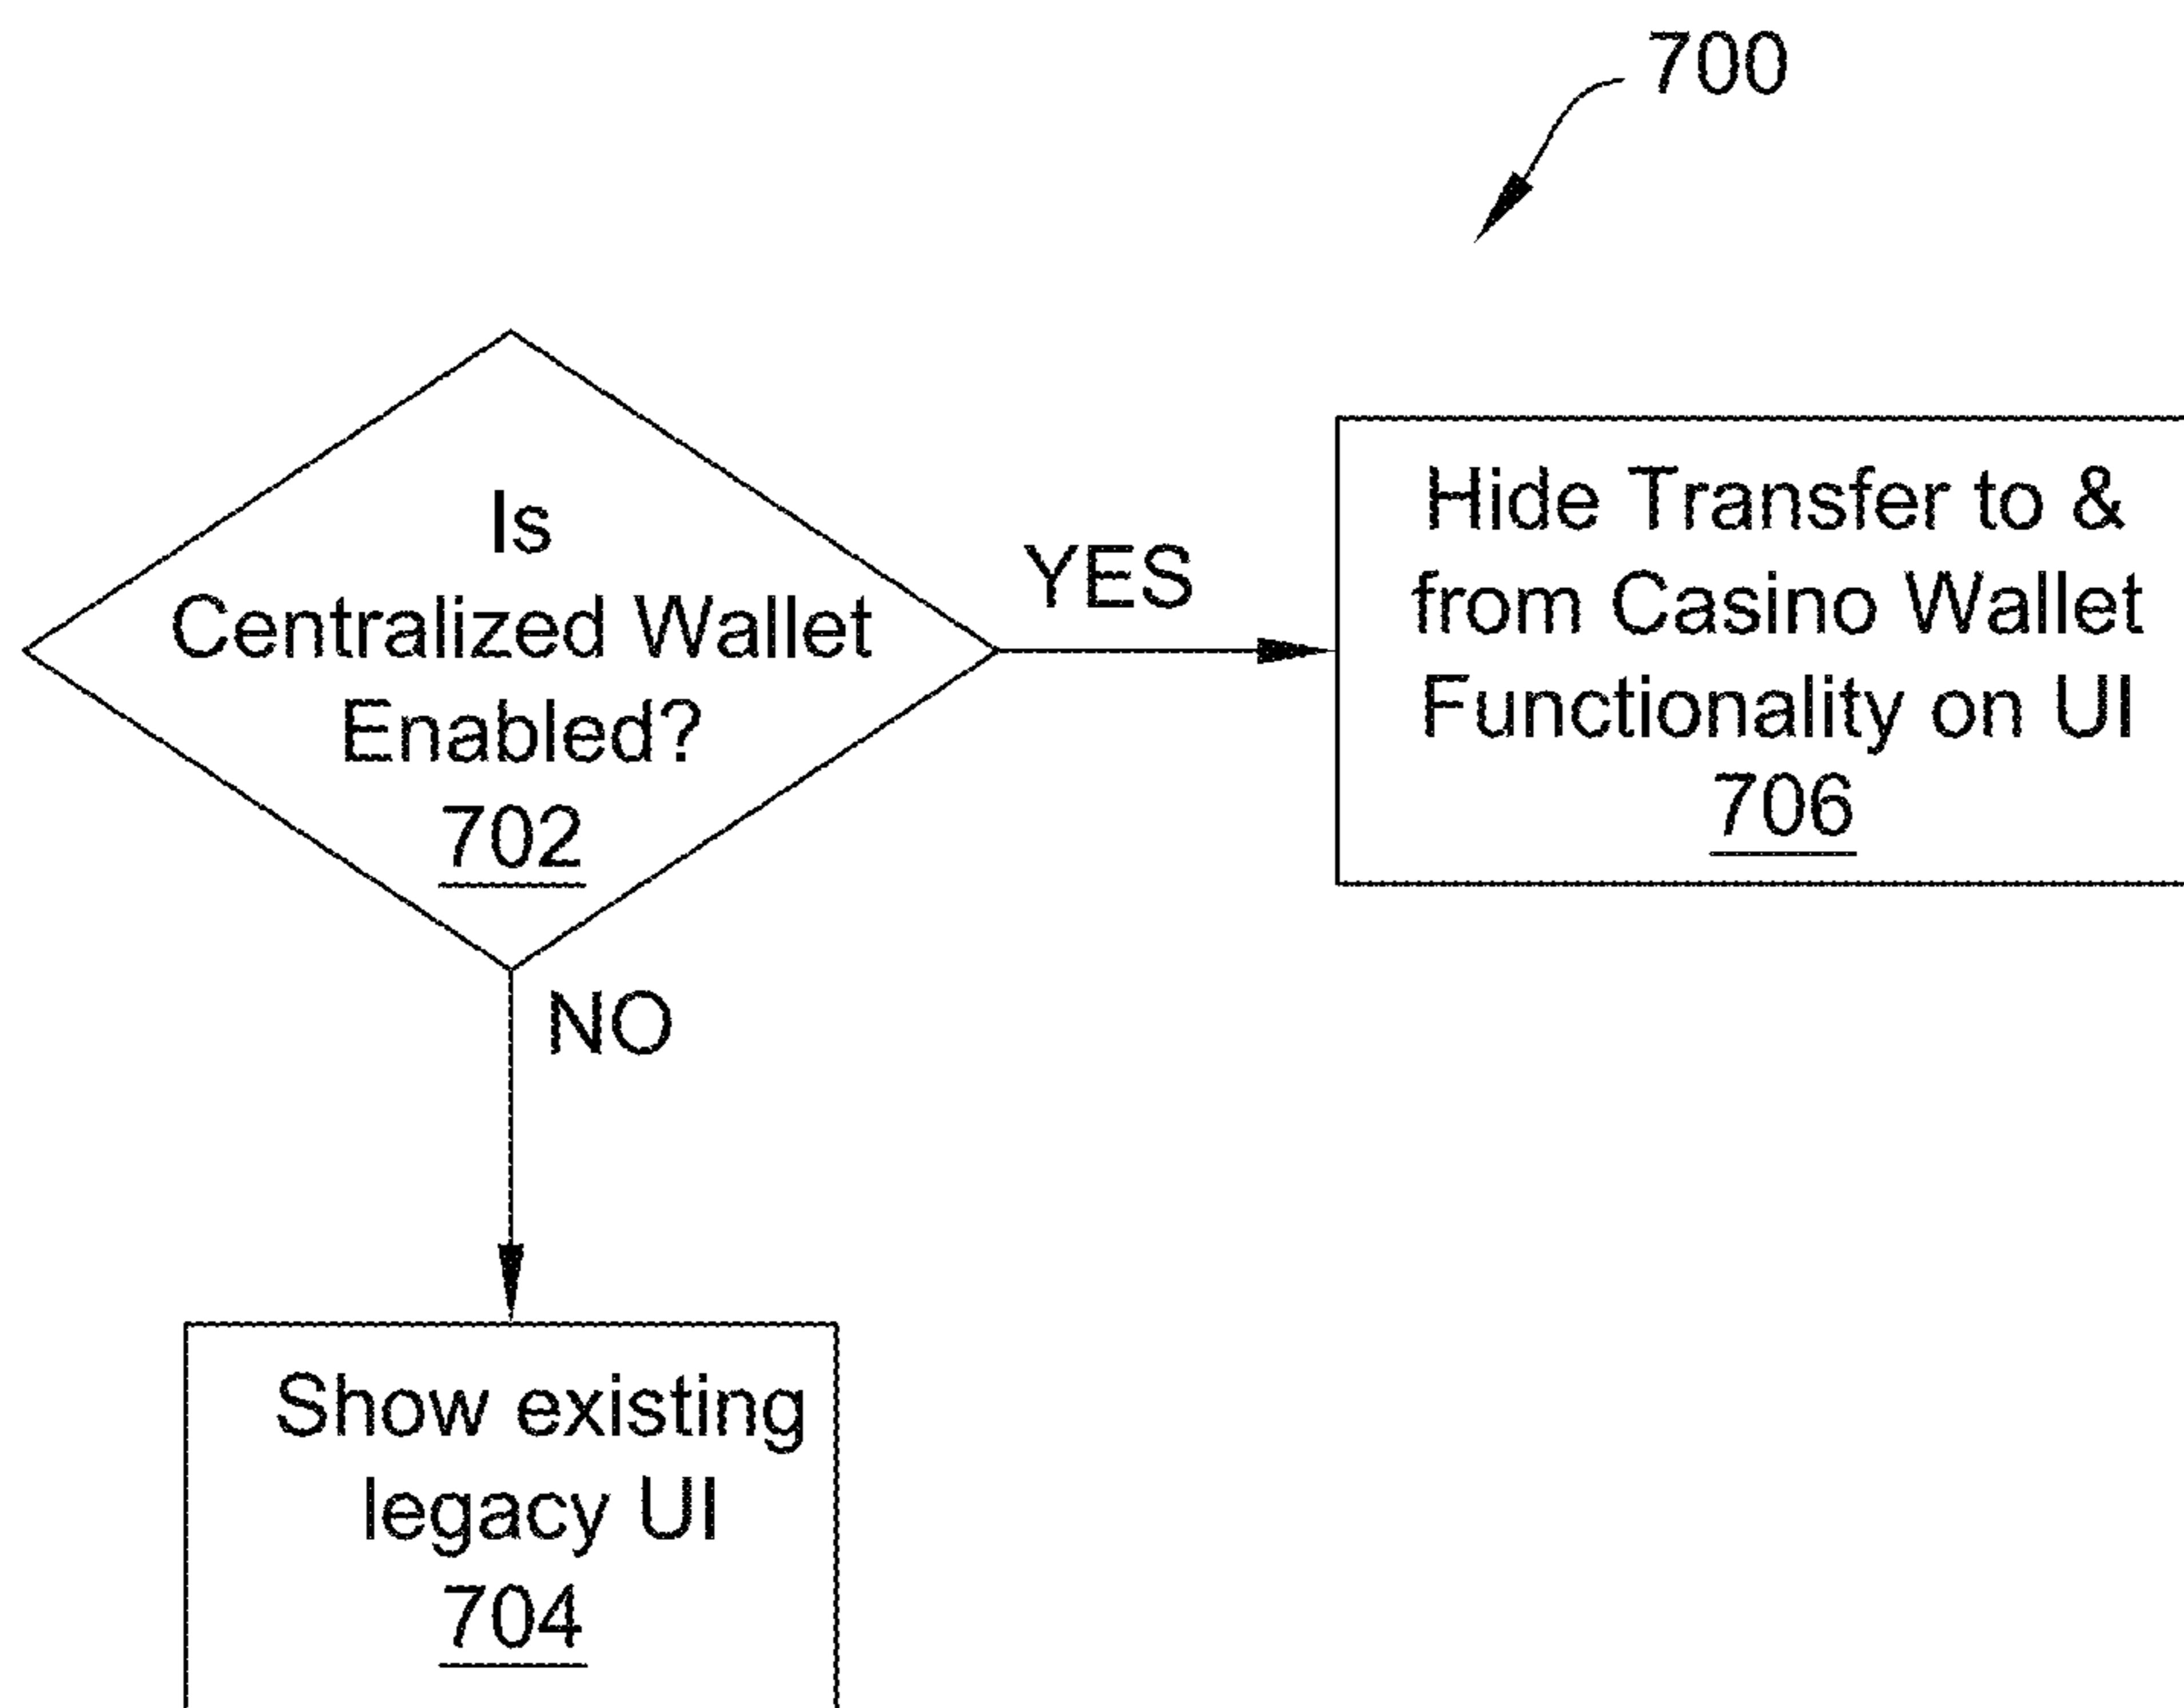 700
Is
Centralized Wallet
Enabled?
702
YES
Hide Transfer to &
from Casino Wallet
Functionality on UI
706
NO
Show existing
legacy UI
704